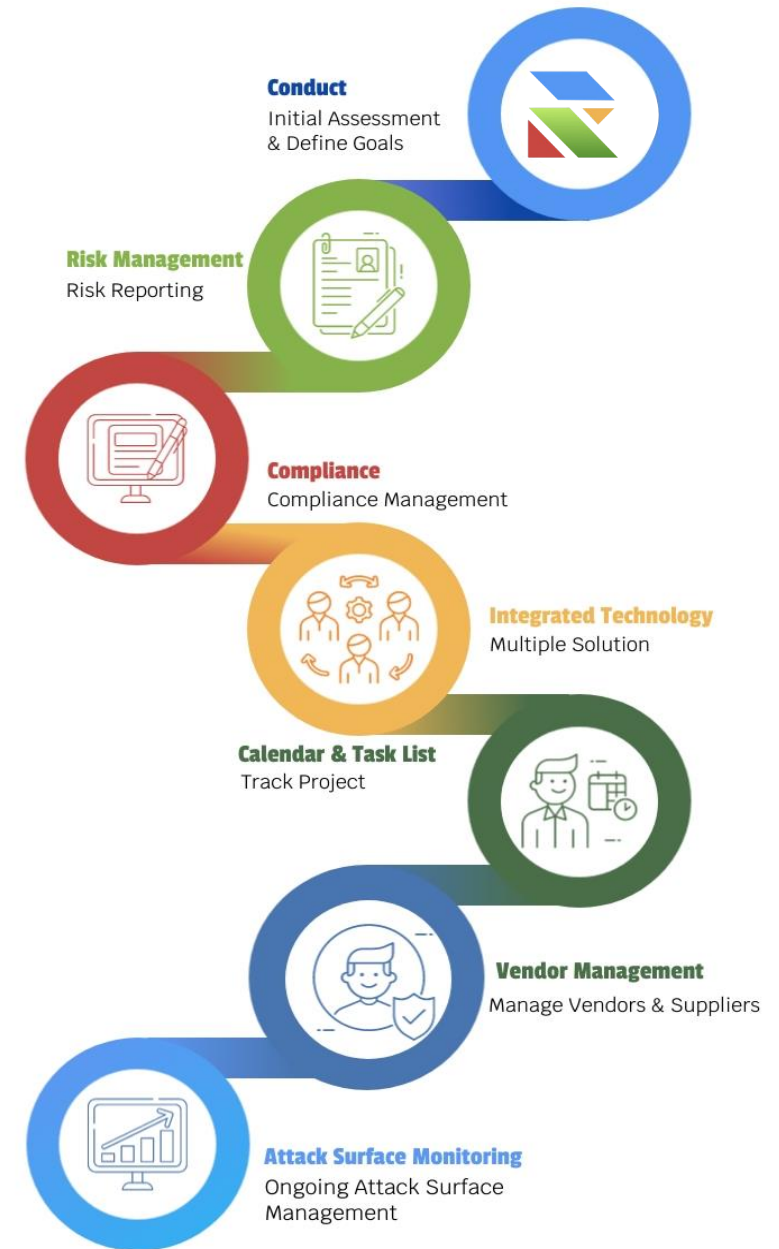 Conduct
Initial Assessment
& Define Goals
Risk Management
Risk Reporting
Compliance
Compliance Management
Integrated Technology
Multiple Solution
Calendar & Task List
Track Project
Vendor Management
Manage Vendors & Suppliers
Attack Surface Monitoring
Ongoing Attack Surface
Management